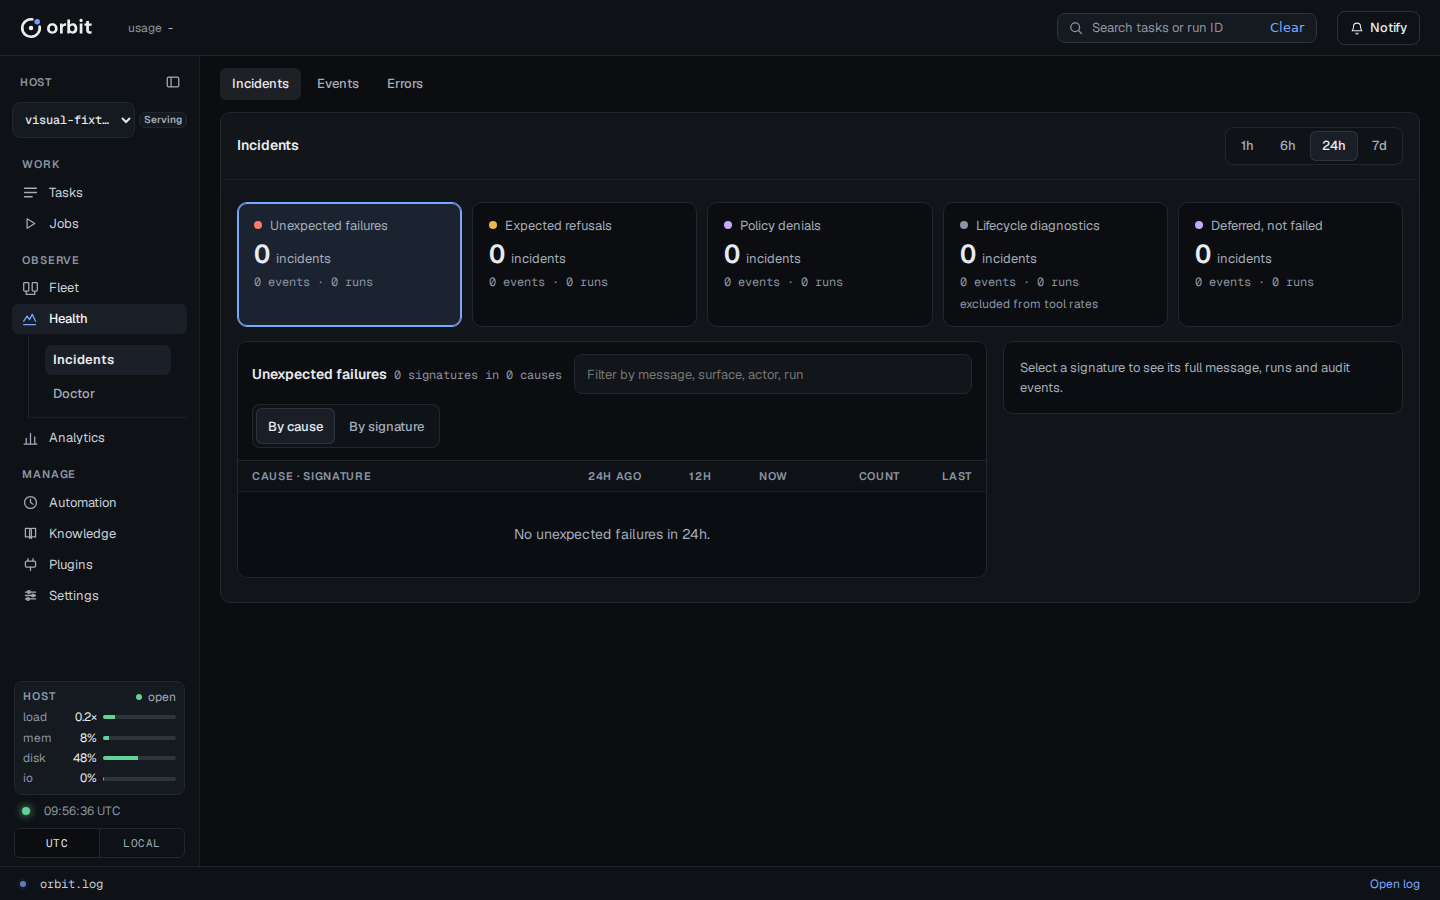 orbit
usage -
Search tasks or run ID
Clear
Notify
HOST
visual-fixt…
Serving
WORK
Tasks
Jobs
OBSERVE
Fleet
Health
Incidents
Doctor
Analytics
MANAGE
Automation
Knowledge
Plugins
Settings
HOST
open
load 0.2×
mem 8%
disk 48%
io 0%
09:56:36 UTC
UTC
LOCAL
Incidents
Events
Errors
Incidents
1h
6h
24h
7d
Unexpected failures
0 incidents
0 events · 0 runs
Expected refusals
0 incidents
0 events · 0 runs
Policy denials
0 incidents
0 events · 0 runs
Lifecycle diagnostics
0 incidents
0 events · 0 runs
excluded from tool rates
Deferred, not failed
0 incidents
0 events · 0 runs
Unexpected failures 0 signatures in 0 causes
Filter by message, surface, actor, run
By cause
By signature
CAUSE · SIGNATURE
24H AGO
12H
NOW
COUNT
LAST
No unexpected failures in 24h.
Select a signature to see its full message, runs and audit
events.
orbit.log
Open log